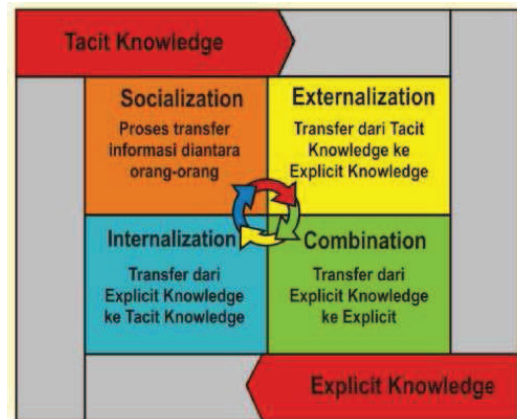 Tacit Knowledge
Socialization
Proses transfer
informasi diantara
orang-orang
Externalization
Transfer dari Tacit
Knowledge ke
Explicit Knowledge
Internalization
Transfer dari
Explicit Knowledge
ke Tacit Knowledge
Combination
Transfer dari
Explicit Knowledge
ke Explicit
Explicit Knowledge